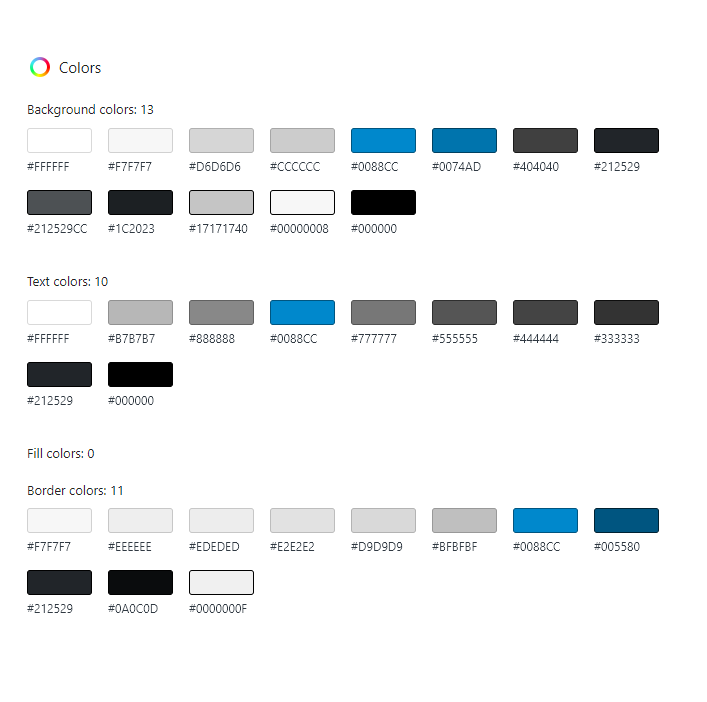 Colors
Background colors: 13
#FFFFFF #F7F7F7 #D6D6D6 #CCCCCC #0088CC #0074AD #404040 #212529
#212529CC #1C2023 #17171740 #00000008 #000000
Text colors: 10
#FFFFFF #B7B7B7 #888888 #0088CC #777777 #555555 #444444 #333333
#212529 #000000
Fill colors: 0
Border colors: 11
#F7F7F7 #EEEEEE #EDEDED #E2E2E2 #D9D9D9 #BFBFBF #0088CC #005580
#212529 #0A0C0D #0000000F